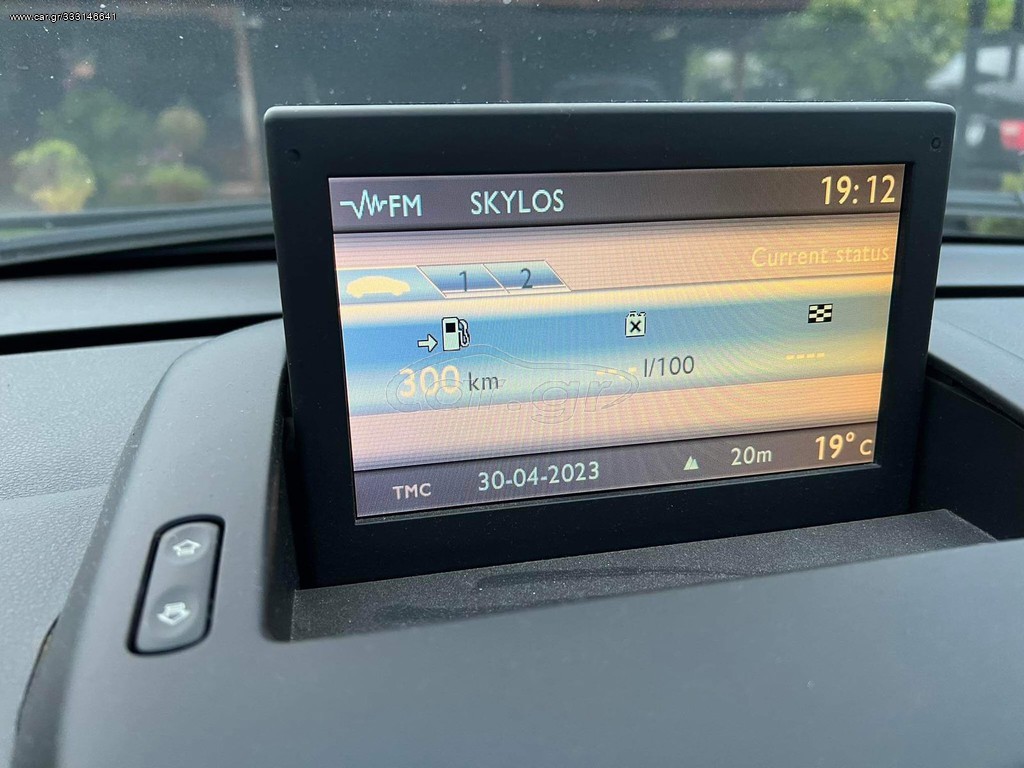 www.car.gr/333148641
FM SKYLOS 19:12
Current status
1 2
300 km --.- l/100 ----
car.gr
TMC 30-04-2023 20m 19°C